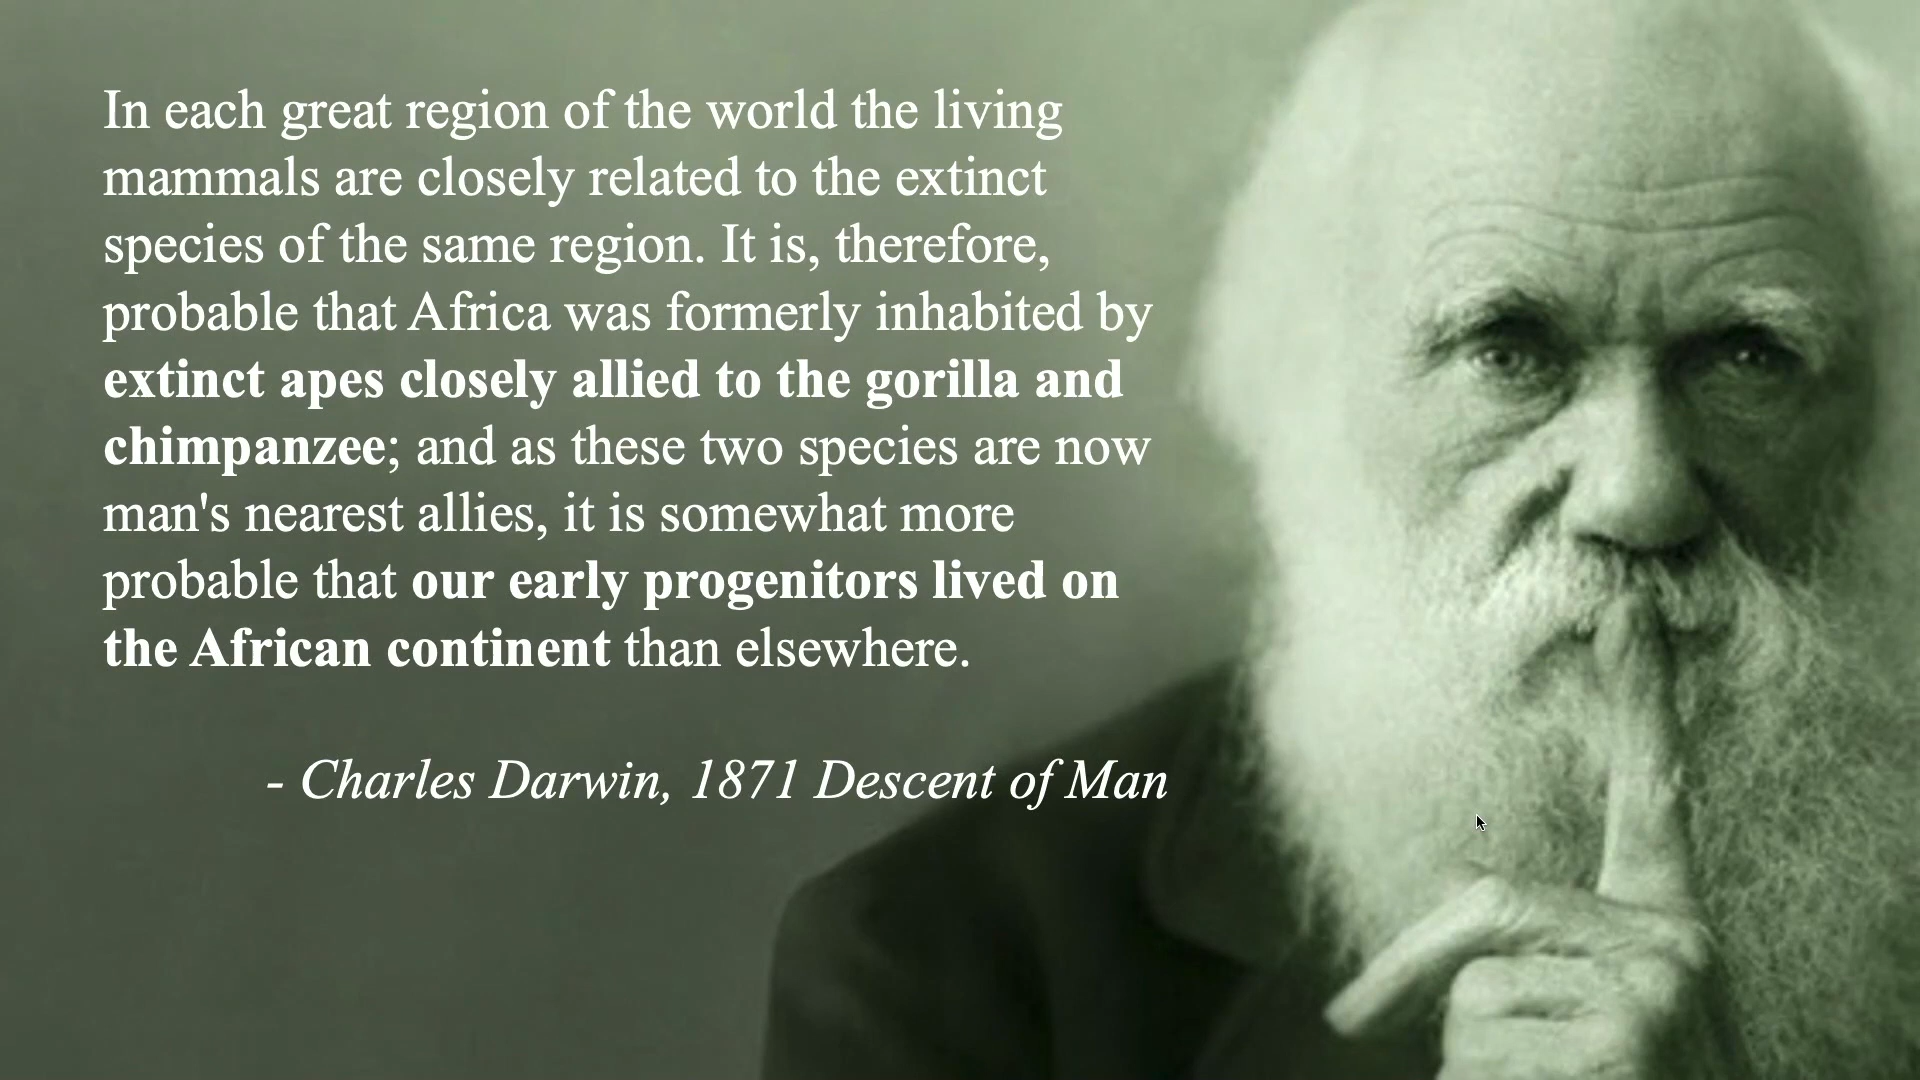 In each great region of the world the living
mammals are closely related to the extinct
species of the same region. It is, therefore,
probable that Africa was formerly inhabited by
extinct apes closely allied to the gorilla and
chimpanzee; and as these two species are now
man's nearest allies, it is somewhat more
probable that our early progenitors lived on
the African continent than elsewhere.
- Charles Darwin, 1871 Descent of Man